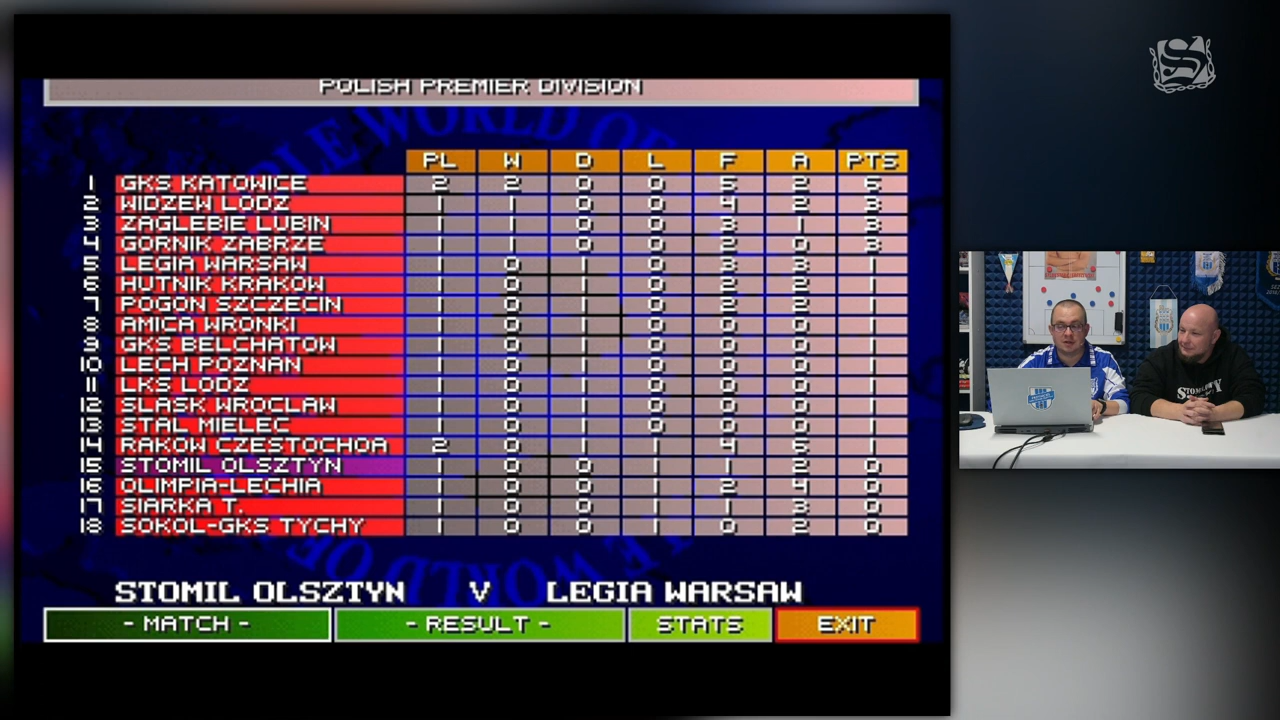 POLISH PREMIER DIVISION
PL W D L F A PTS
1 GKS KATOWICE 2 2 0 0 5 2 6
2 WIDZEW LODZ 1 1 0 0 4 2 3
3 ZAGLEBIE LUBIN 1 1 0 0 3 1 3
4 GORNIK ZABRZE 1 1 0 0 2 0 3
5 LEGIA WARSAW 1 0 1 0 3 3 1
6 HUTNIK KRAKOW 1 0 1 0 2 2 1
7 POGON SZCZECIN 1 0 1 0 2 2 1
8 AMICA WRONKI 1 0 1 0 0 0 1
9 GKS BELCHATOW 1 0 1 0 0 0 1
10 LECH POZNAN 1 0 1 0 0 0 1
11 LKS LODZ 1 0 1 0 0 0 1
12 SLASK WROCLAW 1 0 1 0 0 0 1
13 STAL MIELEC 1 0 1 0 0 0 1
14 RAKOW CZESTOCHOA 2 0 1 1 4 5 1
15 STOMIL OLSZTYN 1 0 0 1 1 2 0
16 OLIMPIA-LECHIA 1 0 0 1 2 4 0
17 SIARKA T. 1 0 0 1 1 3 0
18 SOKOL-GKS TYCHY 1 0 0 1 0 2 0
STOMIL OLSZTYN V LEGIA WARSAW
- MATCH - - RESULT - STATS EXIT